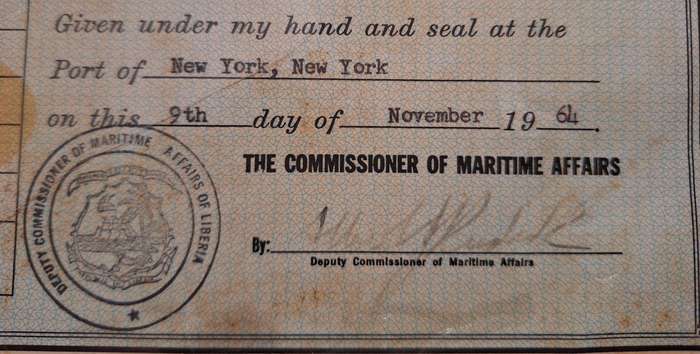 Given under my hand and seal at the
Port of New York, New York
on this 9th day of November 19 64.
THE COMMISSIONER OF MARITIME AFFAIRS
By:
Deputy Commissioner of Maritime Affairs
DEPUTY COMMISSIONER OF MARITIME AFFAIRS OF LIBERIA